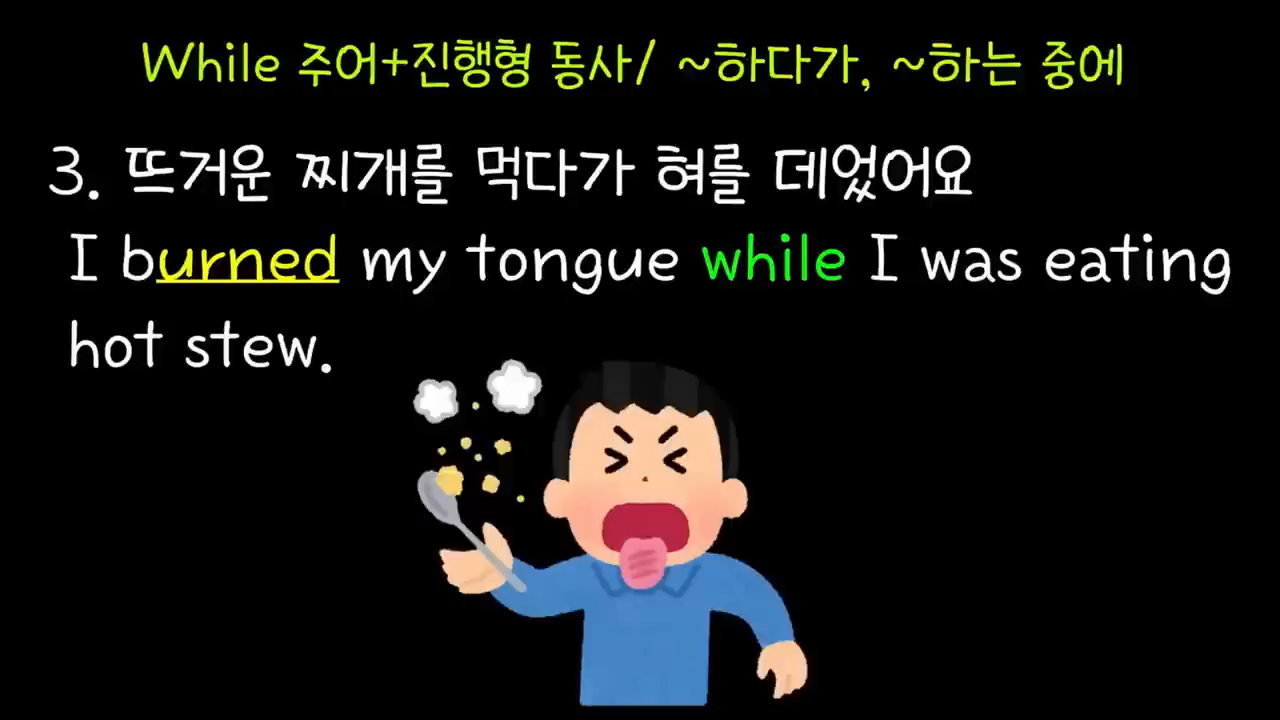 While 주어+진행형 동사/ ~하다가, ~하는 중에
3. 뜨거운 찌개를 먹다가 혀를 데었어요
I burned my tongue while I was eating
hot stew.